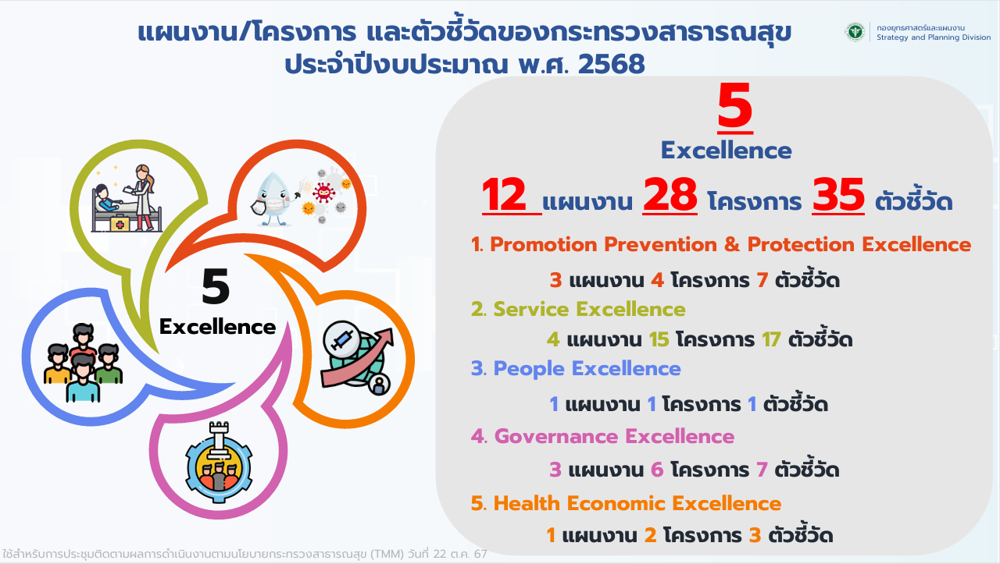 แผนงาน/โครงการ และตัวชี้วัดของกระทรวงสาธารณสุข
ประจำปีงบประมาณ พ.ศ. 2568
กองยุทธศาสตร์และแผนงาน
Strategy and Planning Division
5
Excellence
5
Excellence
12 แผนงาน 28 โครงการ 35 ตัวชี้วัด
1. Promotion Prevention & Protection Excellence
3 แผนงาน 4 โครงการ 7 ตัวชี้วัด
2. Service Excellence
4 แผนงาน 15 โครงการ 17 ตัวชี้วัด
3. People Excellence
1 แผนงาน 1 โครงการ 1 ตัวชี้วัด
4. Governance Excellence
3 แผนงาน 6 โครงการ 7 ตัวชี้วัด
5. Health Economic Excellence
1 แผนงาน 2 โครงการ 3 ตัวชี้วัด
ใช้สำหรับการประชุมติดตามผลการดำเนินงานตามนโยบายกระทรวงสาธารณสุข (TMM) วันที่ 22 ต.ค. 67